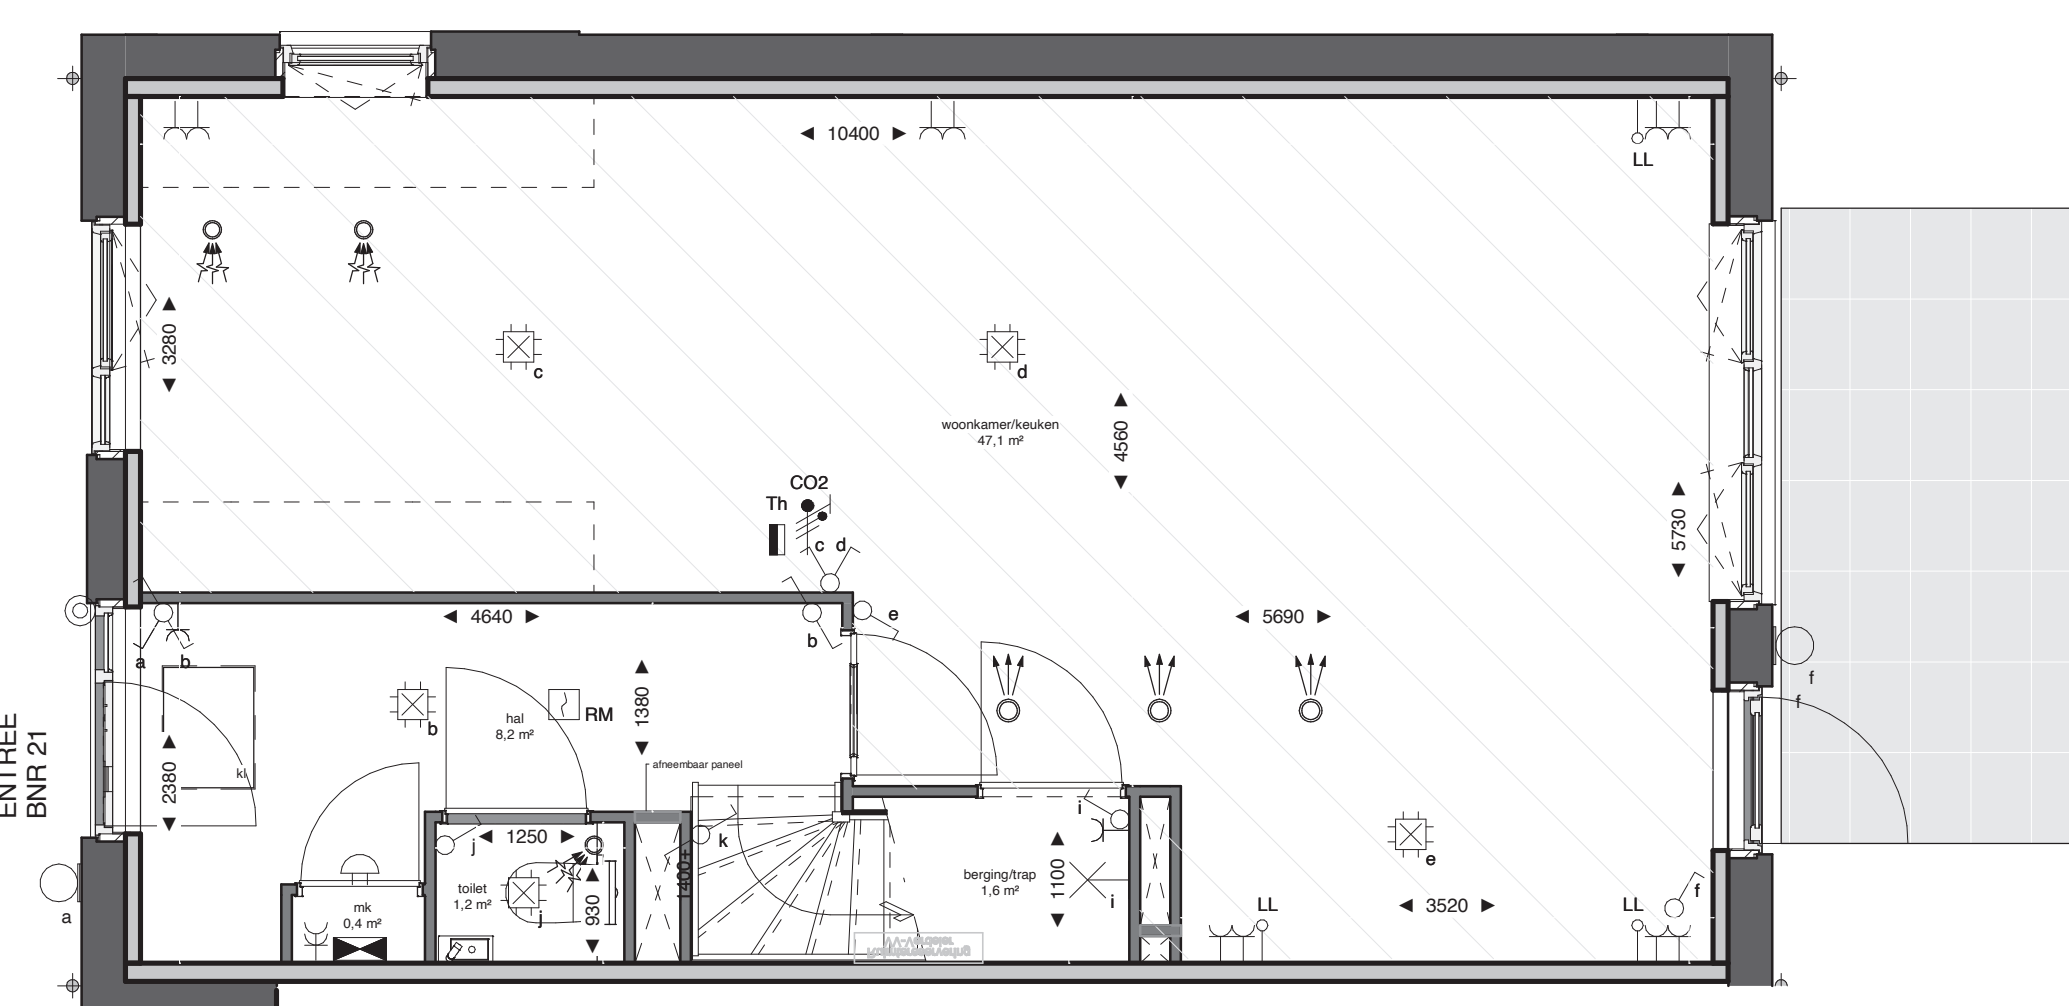 10400
LL
3280
c
d
woonkamer/keuken
47,1 m²
4560
CO2
Th
c d
5730
4640
b
e
5690
a
b
f
f
ENTREE
BNR 21
2380
kl
b
hal
8,2 m²
RM
1380
afneembaar paneel
j
1250
k
i
e
a
mk
0,4 m²
toilet
1,2 m²
j
930
1400+
berging/trap
1,6 m²
1100
i
LL
3520
LL
f